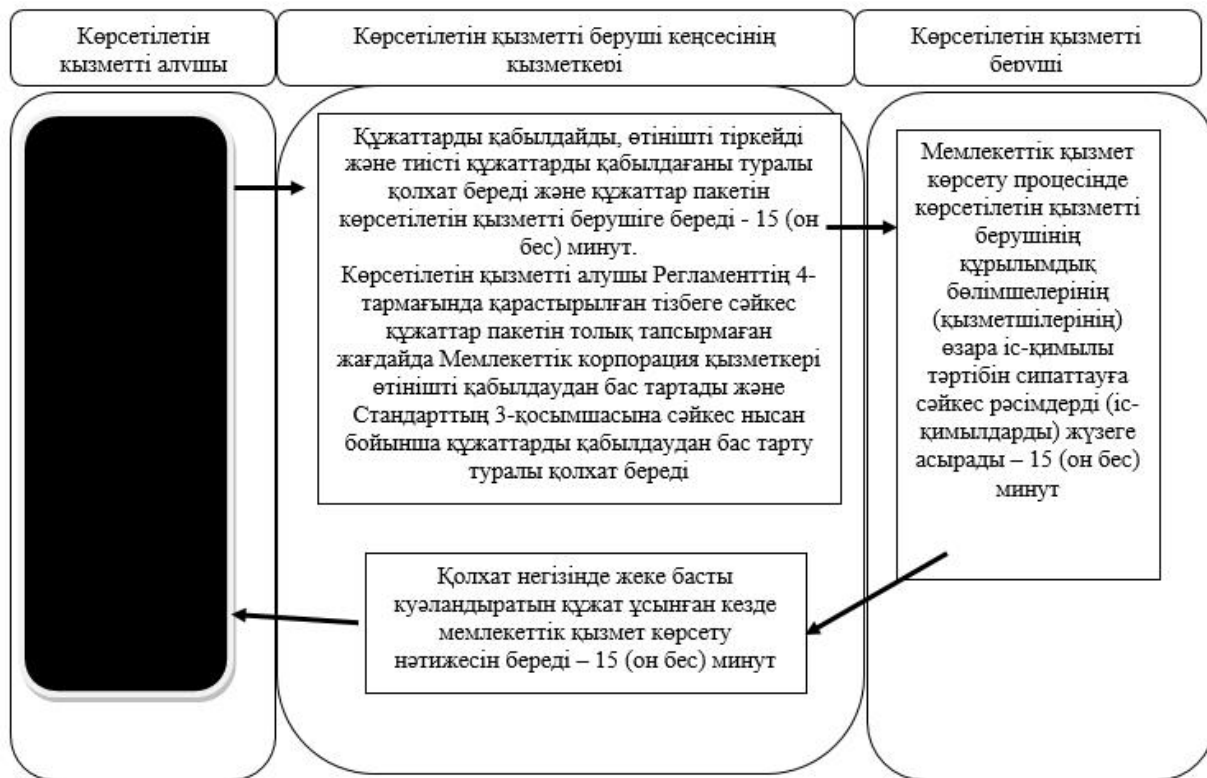 Көрсетілетін
қызметті алушы
Көрсетілетін қызметті беруші кеңсесінің
қызметкері
Көрсетілетін қызметті
беруші
Құжаттарды қабылдайды, өтінішті тіркейді
және тиісті құжаттарды қабылдағаны туралы
қолхат береді және құжаттар пакетін
көрсетілетін қызметті берушіге береді - 15 (он
бес) минут.
Көрсетілетін қызметті алушы Регламенттің 4-
тармағында қарастырылған тізбеге сәйкес
құжаттар пакетін толық тапсырмаған
жағдайда Мемлекеттік корпорация қызметкері
өтінішті қабылдаудан бас тартады және
Стандарттың 3-қосымшасына сәйкес нысан
бойынша құжаттарды қабылдаудан бас тарту
туралы қолхат береді
Мемлекеттік қызмет
көрсету процесінде
көрсетілетін қызметті
берушінің
құрылымдық
бөлімшелерінің
(қызметшілерінің)
өзара іс-қимылы
тәртібін сипаттауға
сәйкес рәсімдерді (іс-
қимылдарды) жүзеге
асырады – 15 (он бес)
минут
Қолхат негізінде жеке басты
куәландыратын құжат ұсынған кезде
мемлекеттік қызмет көрсету
нәтижесін береді – 15 (он бес) минут